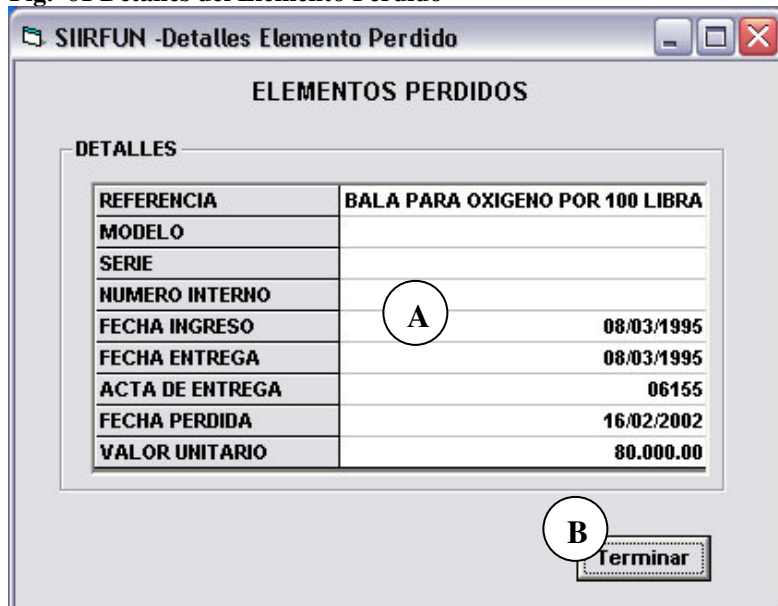 Fig. 61 Detalles del Elemento Perdido
SIIRFUN -Detalles Elemento Perdido
ELEMENTOS PERDIDOS
DETALLES
REFERENCIA BALA PARA OXIGENO POR 100 LIBRA
MODELO
SERIE
NUMERO INTERNO
A
FECHA INGRESO 08/03/1995
FECHA ENTREGA 08/03/1995
ACTA DE ENTREGA 06155
FECHA PERDIDA 16/02/2002
VALOR UNITARIO 80.000.00
B
Terminar